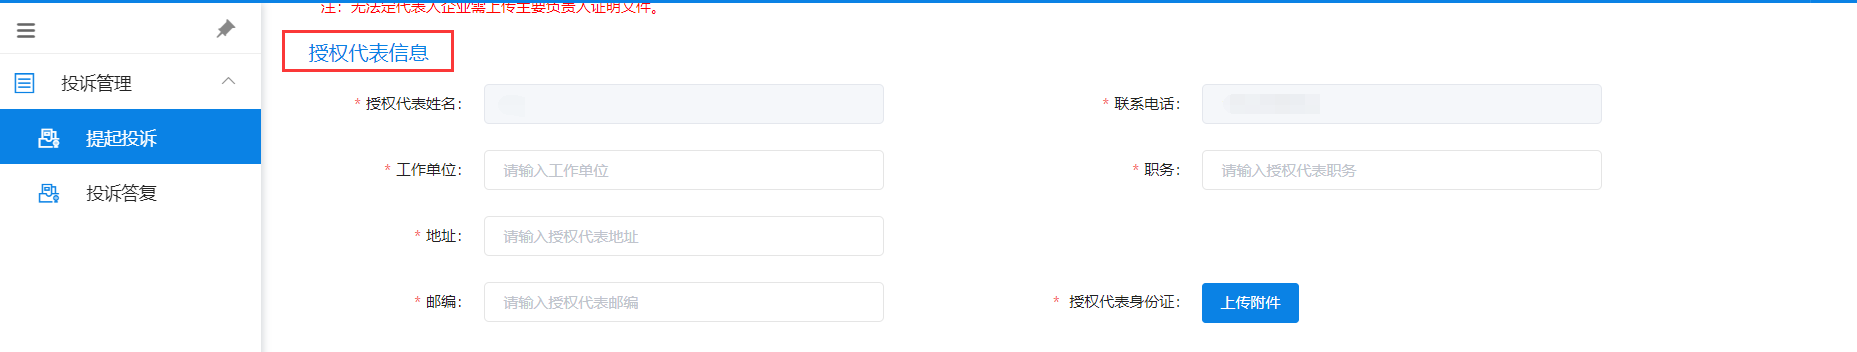 注：无法定代表人企业需上传主要负责人证明文件。
授权代表信息
投诉管理
* 授权代表姓名：
* 联系电话：
提起投诉
* 工作单位： 请输入工作单位
* 职务： 请输入授权代表职务
投诉答复
* 地址： 请输入授权代表地址
* 邮编： 请输入授权代表邮编
* 授权代表身份证： 上传附件